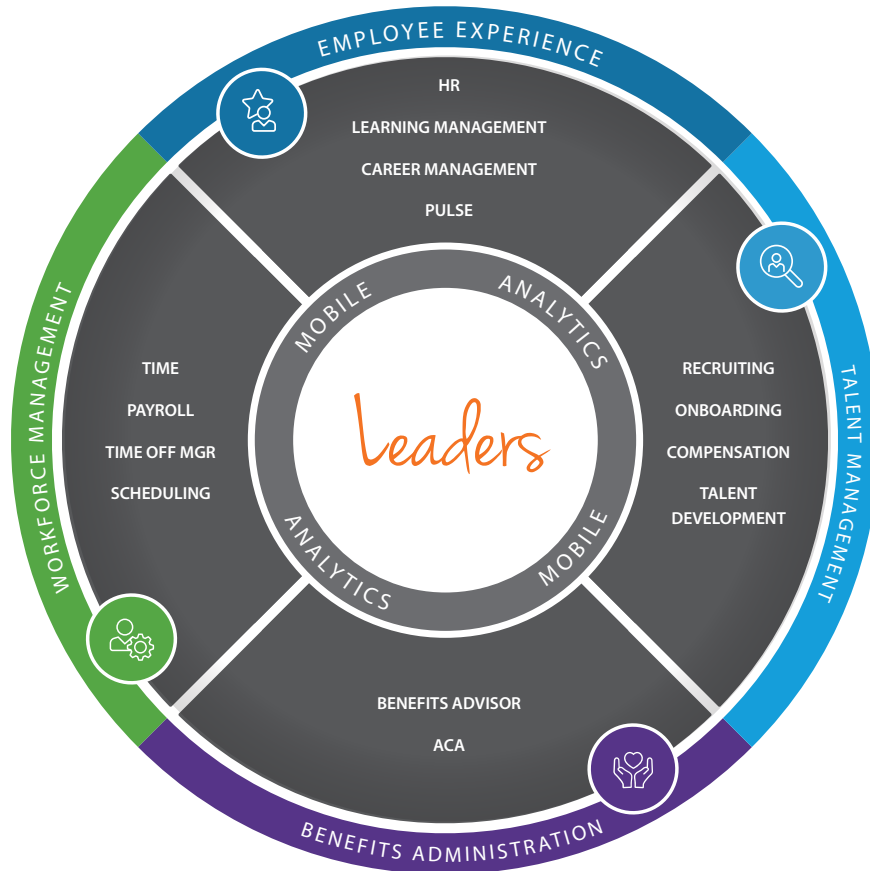 EMPLOYEE EXPERIENCE
HR
LEARNING MANAGEMENT
CAREER MANAGEMENT
PULSE
MOBILE
ANALYTICS
WORKFORCE MANAGEMENT
TIME
PAYROLL
TIME OFF MGR
SCHEDULING
Leaders
RECRUITING
ONBOARDING
COMPENSATION
TALENT
DEVELOPMENT
TALENT MANAGEMENT
ANALYTICS
MOBILE
BENEFITS ADVISOR
ACA
BENEFITS ADMINISTRATION